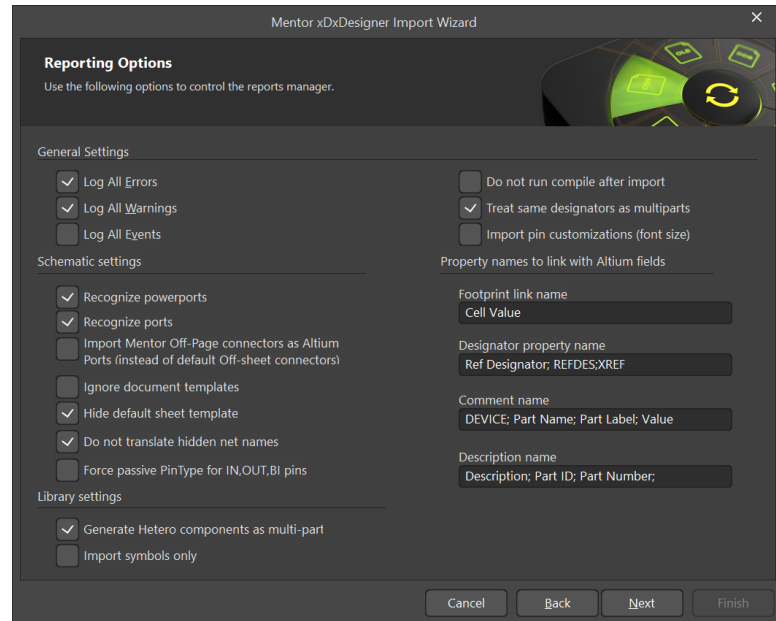 Mentor xDxDesigner Import Wizard
Reporting Options
Use the following options to control the reports manager.
General Settings
Log All Errors
Log All Warnings
Log All Events
Do not run compile after import
Treat same designators as multiparts
Import pin customizations (font size)
Schematic settings
Recognize powerports
Recognize ports
Import Mentor Off-Page connectors as Altium
Ports (instead of default Off-sheet connectors)
Ignore document templates
Hide default sheet template
Do not translate hidden net names
Force passive PinType for IN,OUT,BI pins
Property names to link with Altium fields
Footprint link name
Cell Value
Designator property name
Ref Designator; REFDES;XREF
Comment name
DEVICE; Part Name; Part Label; Value
Description name
Description; Part ID; Part Number;
Library settings
Generate Hetero components as multi-part
Import symbols only
Cancel
Back
Next
Finish